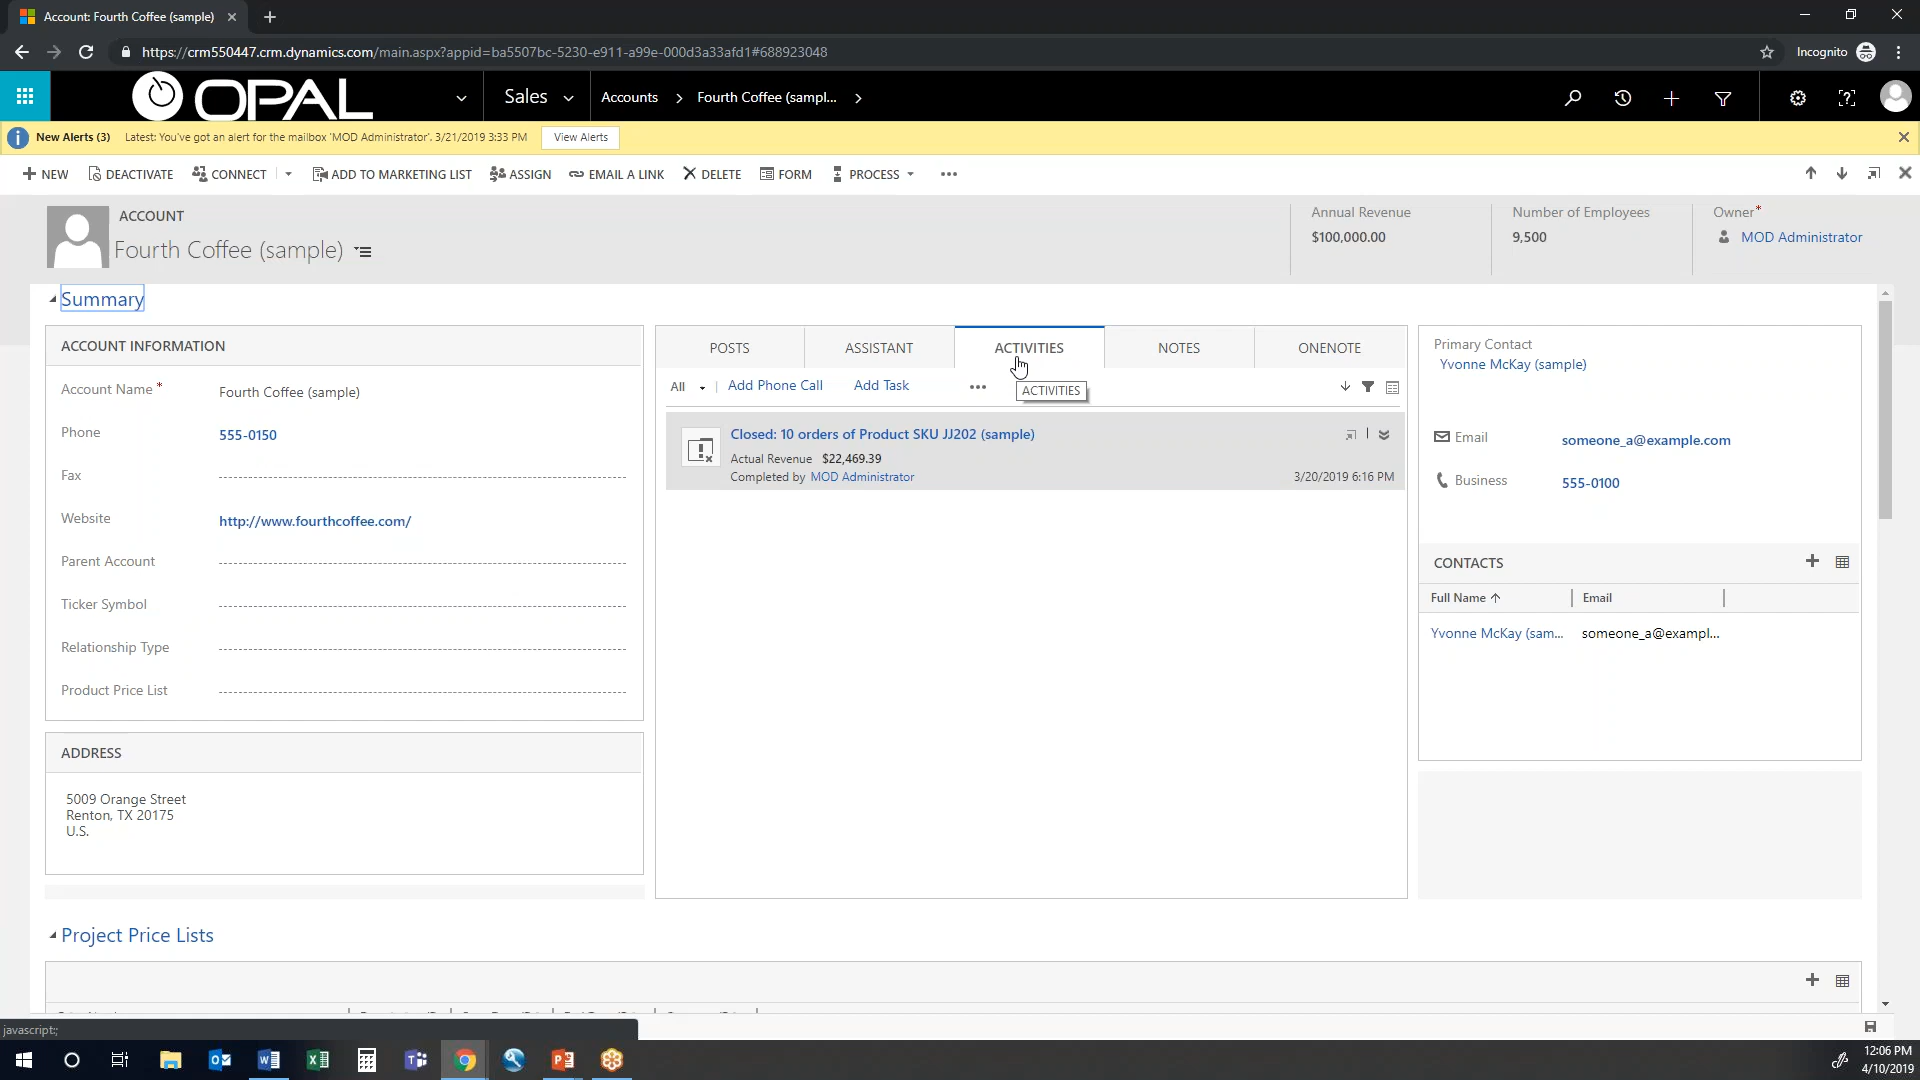 Account: Fourth Coffee (sample)
https://crm550447.crm.dynamics.com/main.aspx?appid=ba5507bc-5230-e911-a99e-000d3a33afd1#688923048
Incognito
OPAL
Sales
Accounts
Fourth Coffee (sampl...
New Alerts (3) Latest: You've got an alert for the mailbox 'MOD Administrator'. 3/21/2019 3:33 PM View Alerts
NEW DEACTIVATE CONNECT ADD TO MARKETING LIST ASSIGN EMAIL A LINK DELETE FORM PROCESS
ACCOUNT
Fourth Coffee (sample)
Annual Revenue
$100,000.00
Number of Employees
9,500
Owner*
MOD Administrator
Summary
ACCOUNT INFORMATION
Account Name * Fourth Coffee (sample)
Phone 555-0150
Fax
Website http://www.fourthcoffee.com/
Parent Account
Ticker Symbol
Relationship Type
Product Price List
ADDRESS
5009 Orange Street
Renton, TX 20175
U.S.
POSTS ASSISTANT ACTIVITIES NOTES ONENOTE
All Add Phone Call Add Task
ACTIVITIES
Closed: 10 orders of Product SKU JJ202 (sample)
Actual Revenue $22,469.39
Completed by MOD Administrator 3/20/2019 6:16 PM
Primary Contact
Yvonne McKay (sample)
Email someone_a@example.com
Business 555-0100
CONTACTS
Full Name Email
Yvonne McKay (sam... someone_a@exampl...
Project Price Lists
javascript:;
12:06 PM
4/10/2019